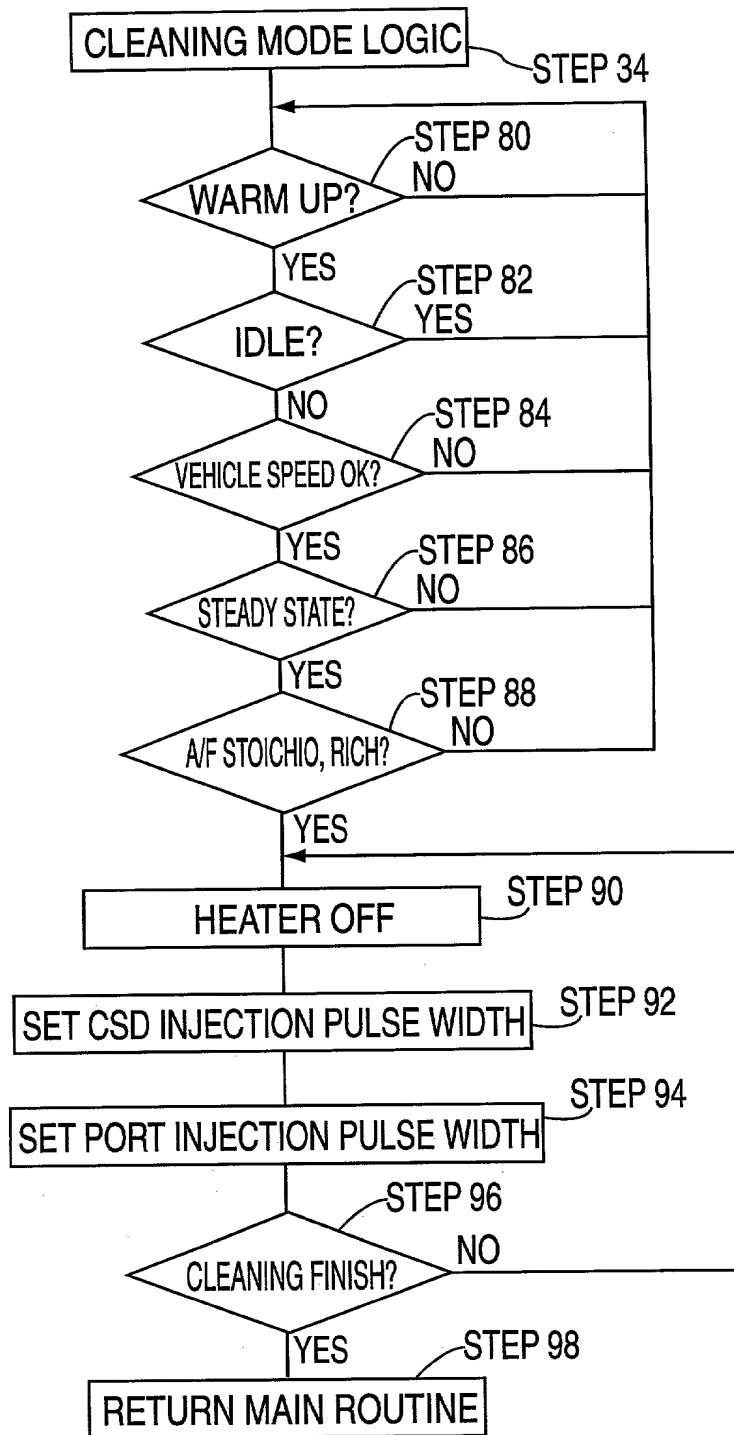 CLEANING MODE LOGIC
STEP 34
STEP 80
WARM UP?
NO
YES
STEP 82
IDLE?
YES
NO
STEP 84
VEHICLE SPEED OK?
NO
YES
STEP 86
STEADY STATE?
NO
YES
STEP 88
A/F STOICHIO, RICH?
NO
YES
STEP 90
HEATER OFF
STEP 92
SET CSD INJECTION PULSE WIDTH
STEP 94
SET PORT INJECTION PULSE WIDTH
STEP 96
CLEANING FINISH?
NO
YES
STEP 98
RETURN MAIN ROUTINE